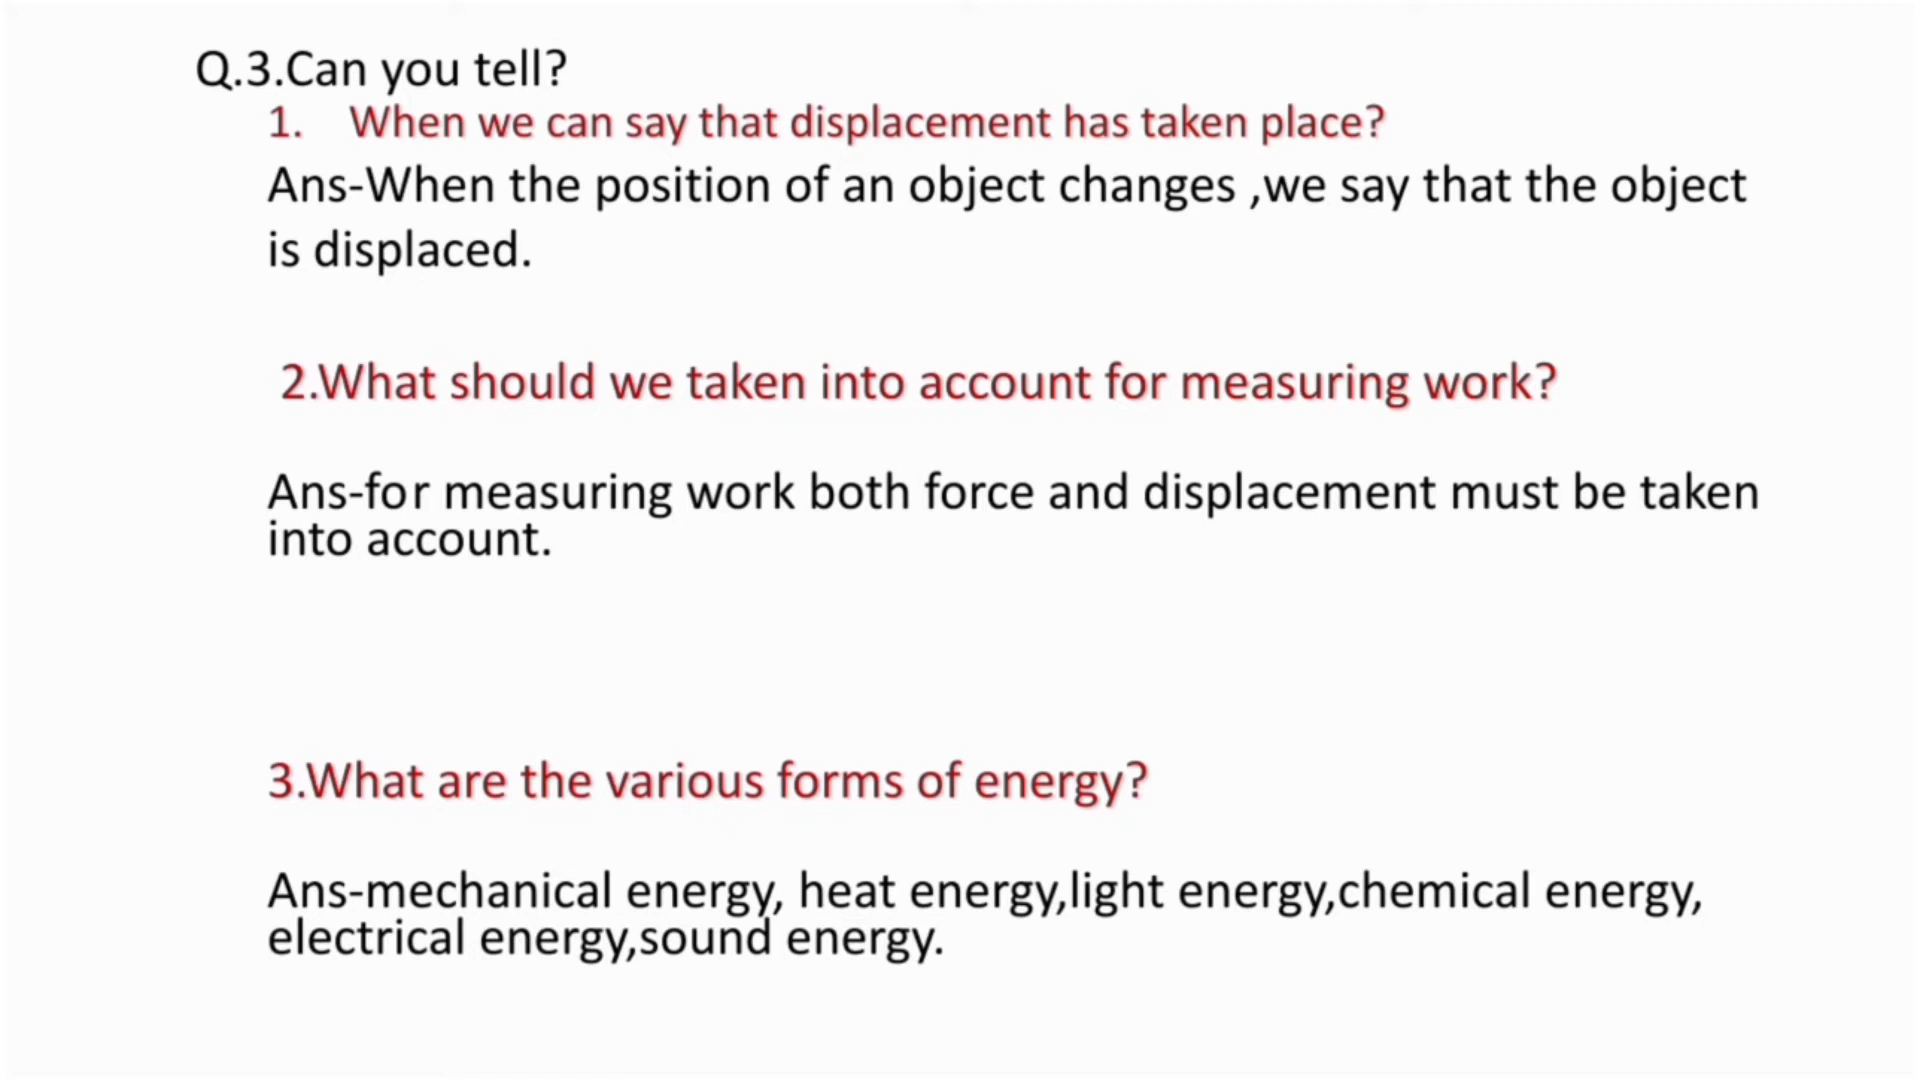 Q.3.Can you tell?
1. When we can say that displacement has taken place?
Ans-When the position of an object changes ,we say that the object
is displaced.
2.What should we taken into account for measuring work?
Ans-for measuring work both force and displacement must be taken
into account.
3.What are the various forms of energy?
Ans-mechanical energy, heat energy,light energy,chemical energy,
electrical energy,sound energy.